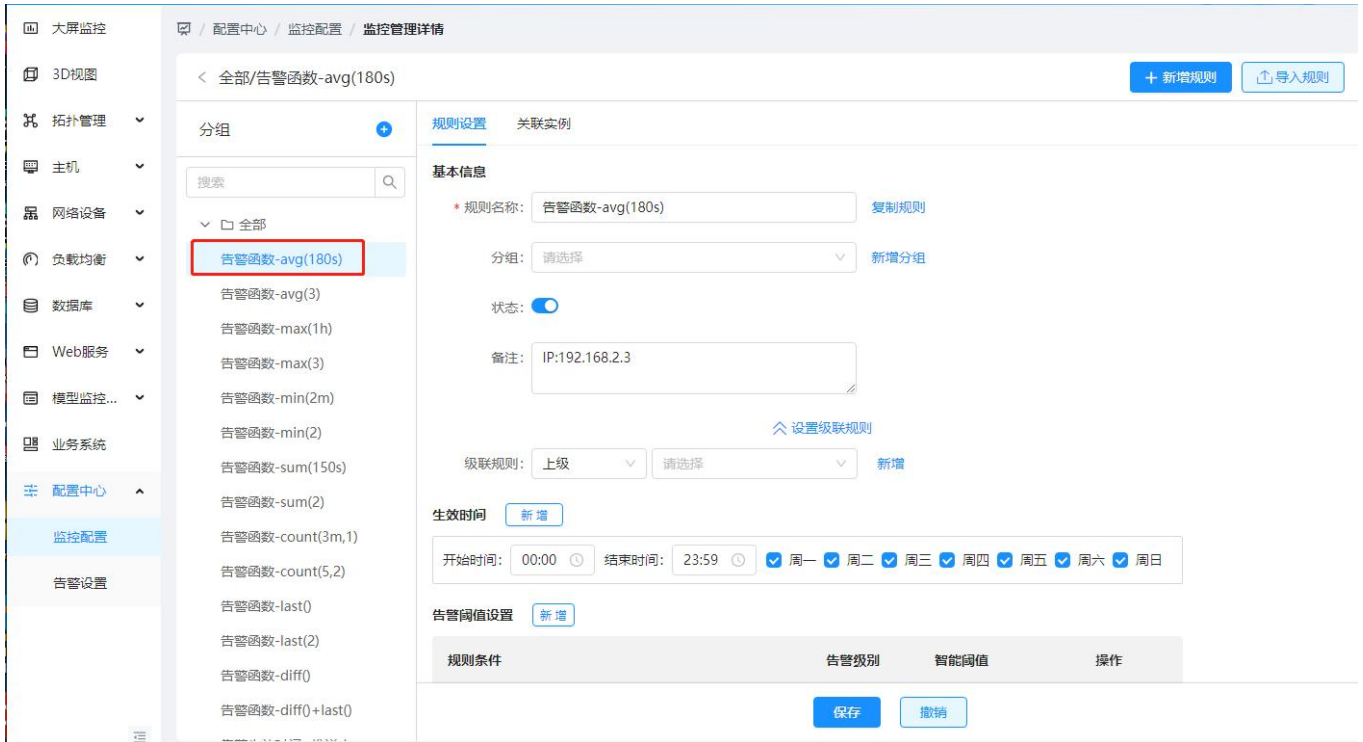 大屏监控
3D视图
拓扑管理
主机
网络设备
负载均衡
数据库
Web服务
模型监控...
业务系统
配置中心
监控配置
告警设置
/ 配置中心 / 监控配置 / 监控管理详情
< 全部/告警函数-avg(180s)
+ 新增规则
导入规则
分组
搜索
全部
告警函数-avg(180s)
告警函数-avg(3)
告警函数-max(1h)
告警函数-max(3)
告警函数-min(2m)
告警函数-min(2)
告警函数-sum(150s)
告警函数-sum(2)
告警函数-count(3m,1)
告警函数-count(5,2)
告警函数-last()
告警函数-last(2)
告警函数-diff()
告警函数-diff()+last()
规则设置 关联实例
基本信息
* 规则名称: 告警函数-avg(180s) 复制规则
分组: 请选择 新增分组
状态:
备注: IP:192.168.2.3
设置级联规则
级联规则: 上级 请选择 新增
生效时间 新增
开始时间: 00:00 结束时间: 23:59 周一 周二 周三 周四 周五 周六 周日
告警阈值设置 新增
规则条件 告警级别 智能阈值 操作
保存 撤销